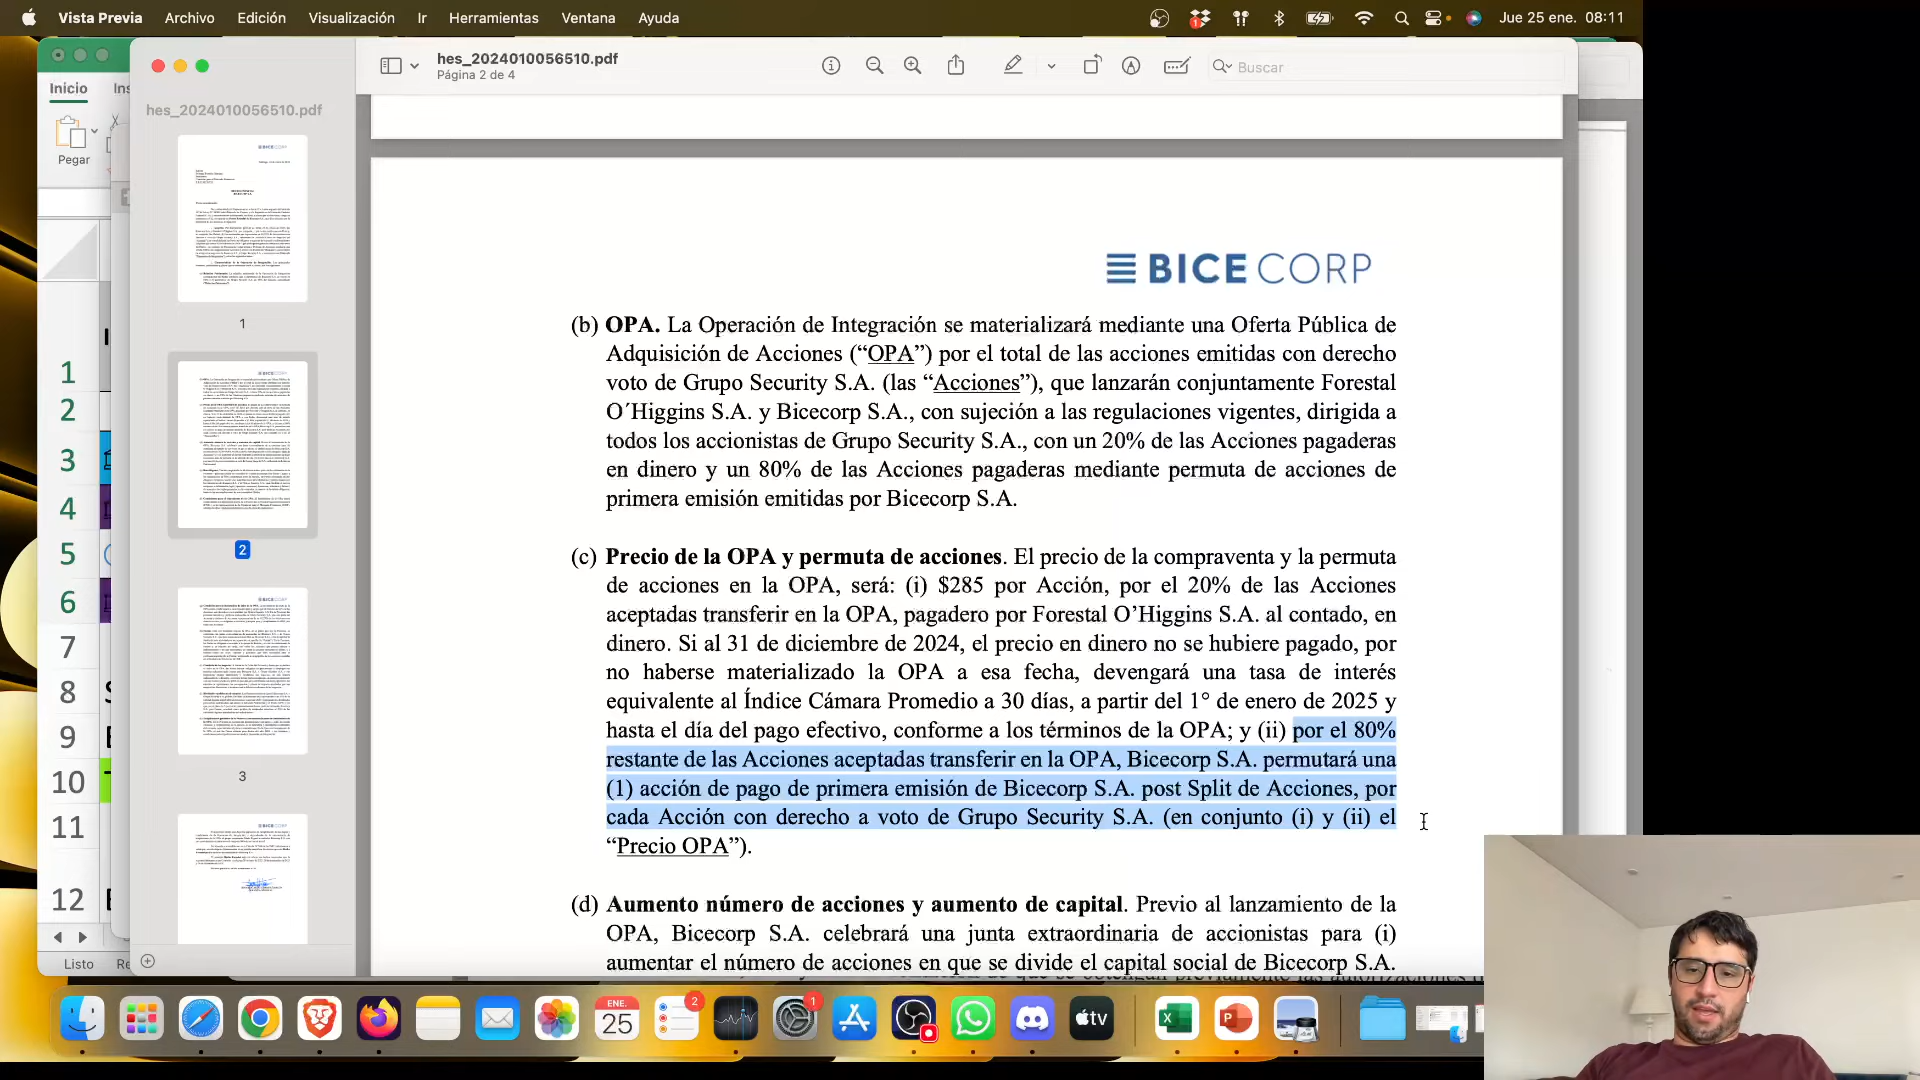 Vista Previa Archivo Edición Visualización Ir Herramientas Ventana Ayuda
1
Jue 25 ene. 08:11
Inicio
Ins
Pegar
hes_2024010056510.pdf
Página 2 de 4
Buscar
hes_2024010056510.pdf
1
2
3
1
2
3
4
5
6
7
8
9
10
11
12
Listo
BICECORP
(b) OPA. La Operación de Integración se materializará mediante una Oferta Pública de
Adquisición de Acciones (“OPA”) por el total de las acciones emitidas con derecho
voto de Grupo Security S.A. (las “Acciones”), que lanzarán conjuntamente Forestal
O´Higgins S.A. y Bicecorp S.A., con sujeción a las regulaciones vigentes, dirigida a
todos los accionistas de Grupo Security S.A., con un 20% de las Acciones pagaderas
en dinero y un 80% de las Acciones pagaderas mediante permuta de acciones de
primera emisión emitidas por Bicecorp S.A.
(c) Precio de la OPA y permuta de acciones. El precio de la compraventa y la permuta
de acciones en la OPA, será: (i) $285 por Acción, por el 20% de las Acciones
aceptadas transferir en la OPA, pagadero por Forestal O’Higgins S.A. al contado, en
dinero. Si al 31 de diciembre de 2024, el precio en dinero no se hubiere pagado, por
no haberse materializado la OPA a esa fecha, devengará una tasa de interés
equivalente al Índice Cámara Promedio a 30 días, a partir del 1° de enero de 2025 y
hasta el día del pago efectivo, conforme a los términos de la OPA; y (ii) por el 80%
restante de las Acciones aceptadas transferir en la OPA, Bicecorp S.A. permutará una
(1) acción de pago de primera emisión de Bicecorp S.A. post Split de Acciones, por
cada Acción con derecho a voto de Grupo Security S.A. (en conjunto (i) y (ii) el
“Precio OPA”).
(d) Aumento número de acciones y aumento de capital. Previo al lanzamiento de la
OPA, Bicecorp S.A. celebrará una junta extraordinaria de accionistas para (i)
aumentar el número de acciones en que se divide el capital social de Bicecorp S.A.
ENE.
25
2
1
tv